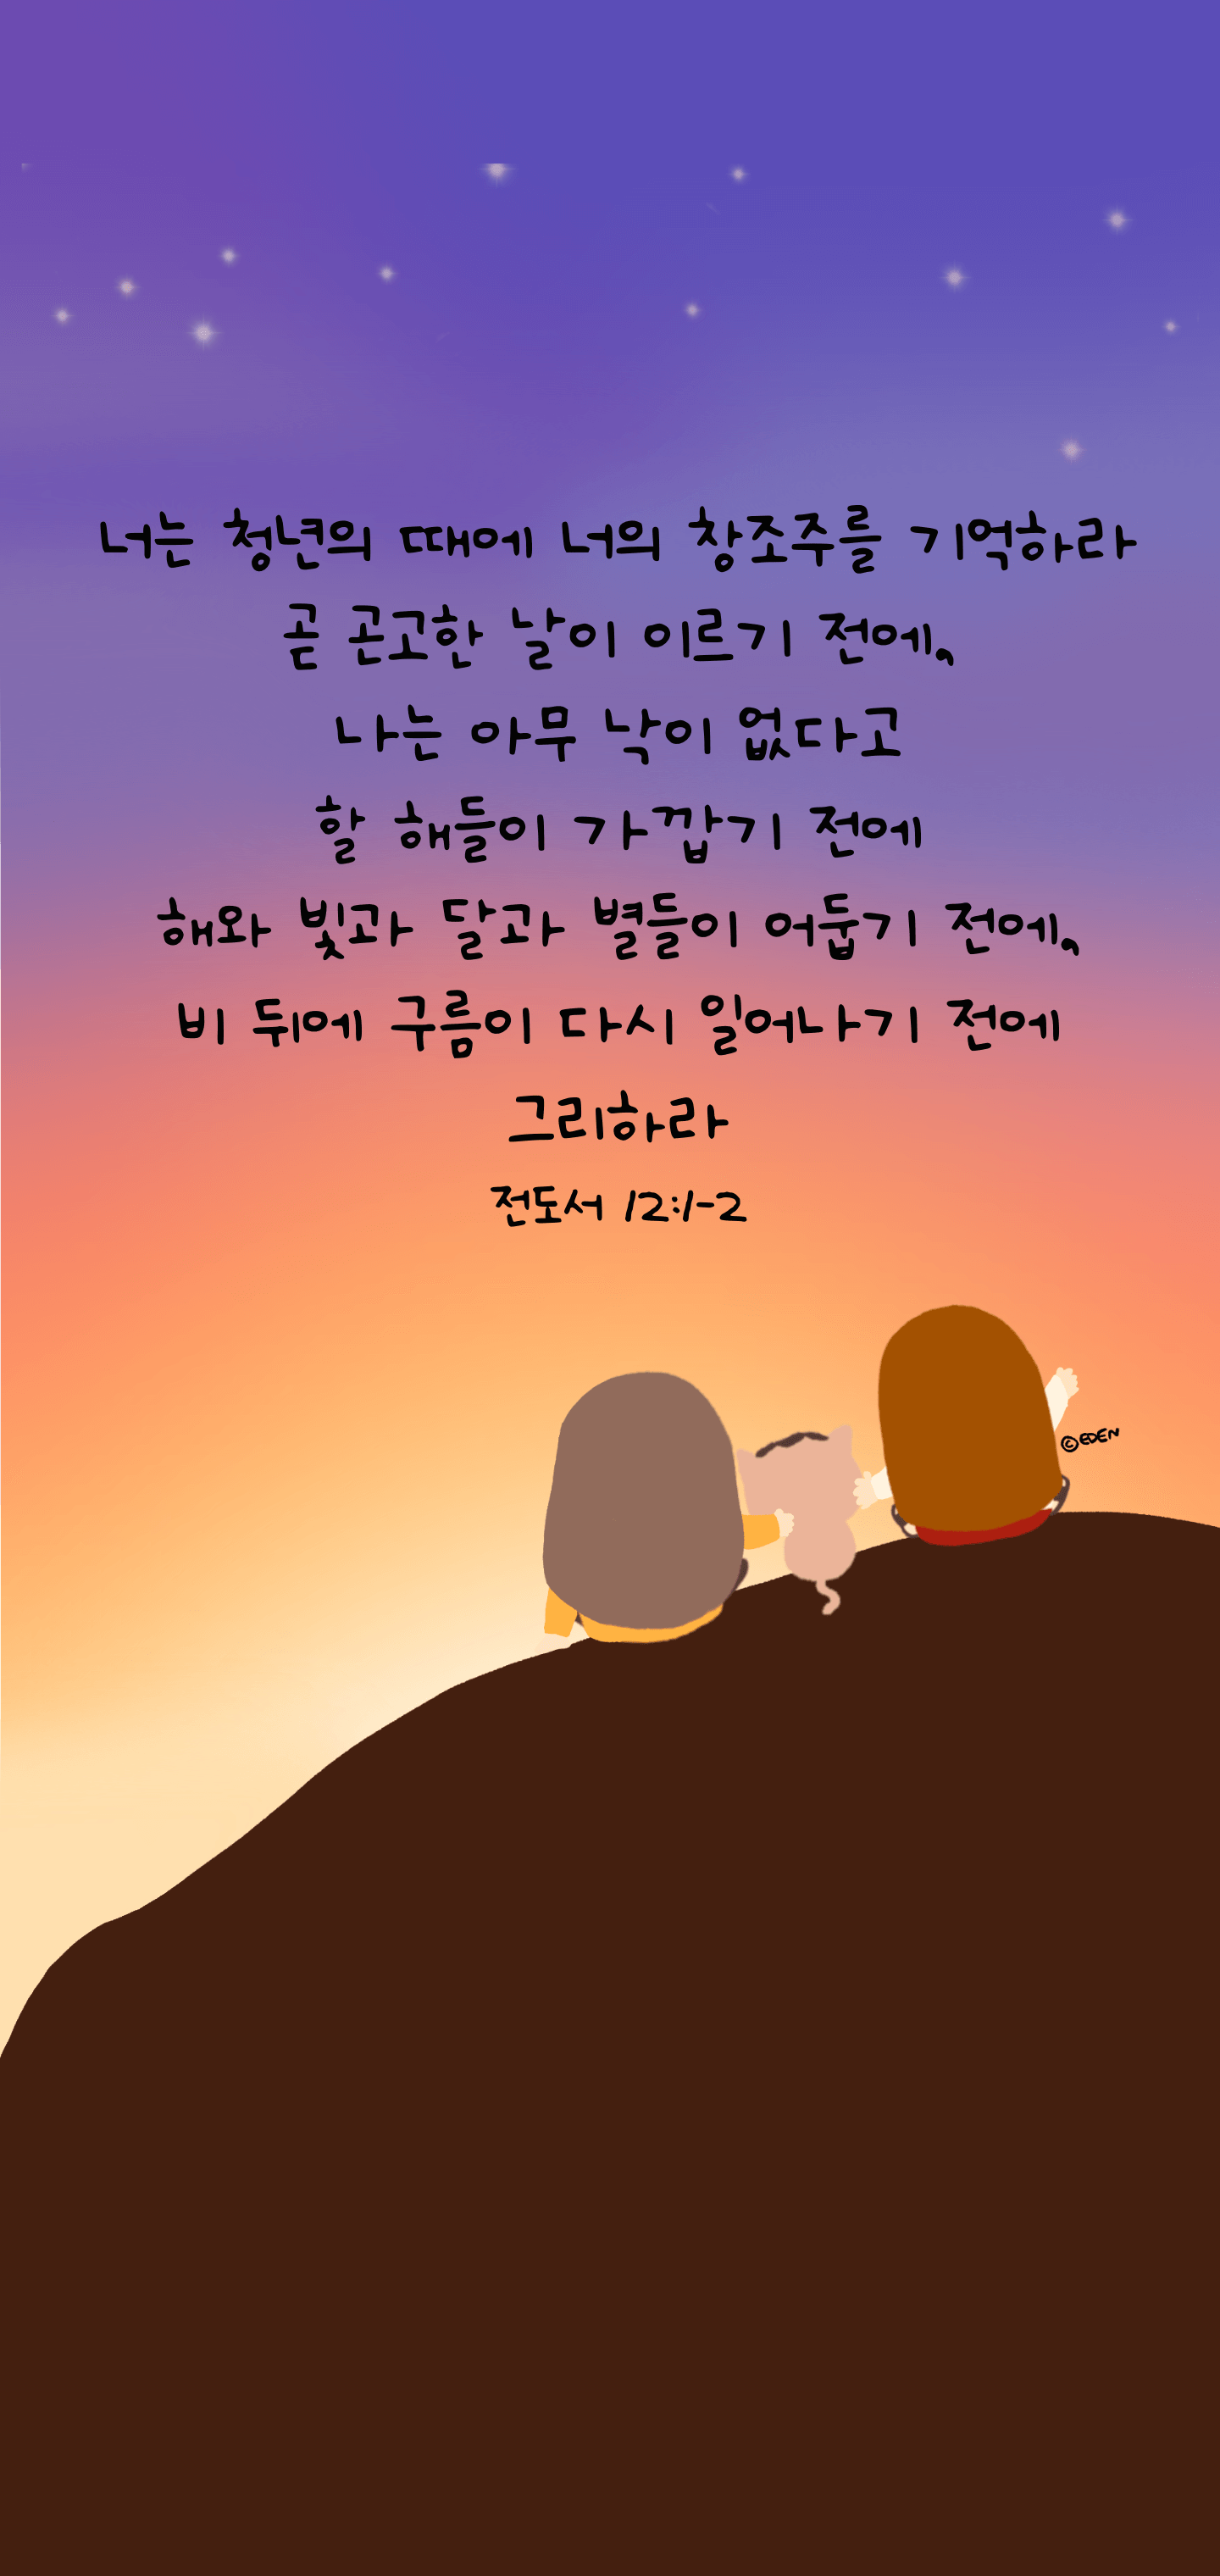 너는 청년의 때에 너의 창조주를 기억하라
곧 곤고한 날이 이르기 전에,
나는 아무 낙이 없다고
할 해들이 가깝기 전에
해와 빛과 달과 별들이 어둡기 전에,
비 뒤에 구름이 다시 일어나기 전에
그리하라
전도서 12:1-2
©EDEN